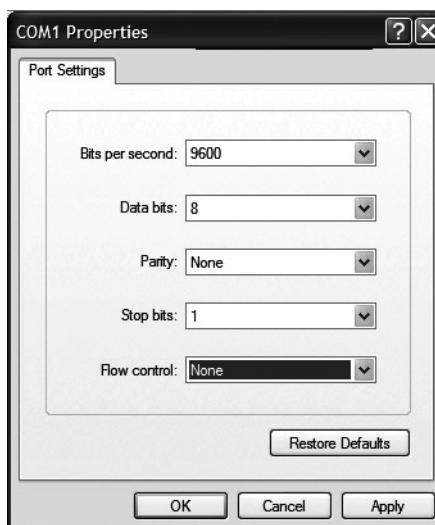 COM1 Properties
Port Settings
Bits per second: 9600
Data bits: 8
Parity: None
Stop bits: 1
Flow control: None
Restore Defaults
OK Cancel Apply